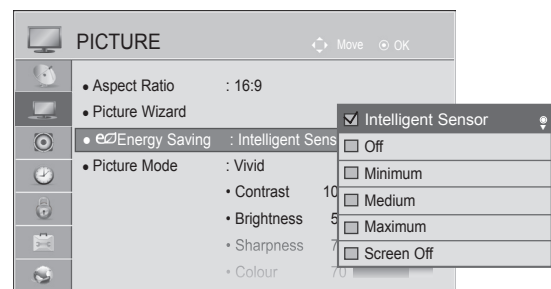 PICTURE
Move OK
• Aspect Ratio : 16:9
• Picture Wizard
• Energy Saving : Intelligent Sens
• Picture Mode : Vivid
• Contrast 10
• Brightness 5
• Sharpness 7
• Colour 70
Intelligent Sensor
Off
Minimum
Medium
Maximum
Screen Off